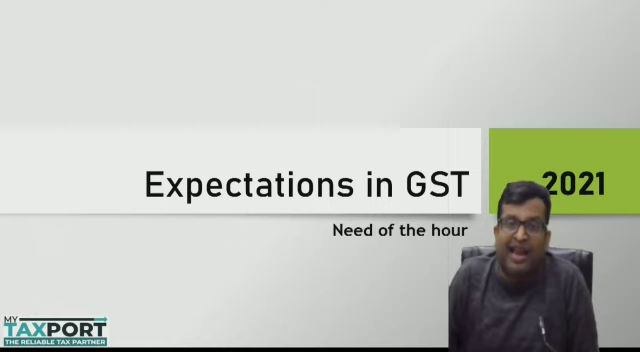 Expectations in GST
2021
Need of the hour
MY
TAXPORT
THE RELIABLE TAX PARTNER